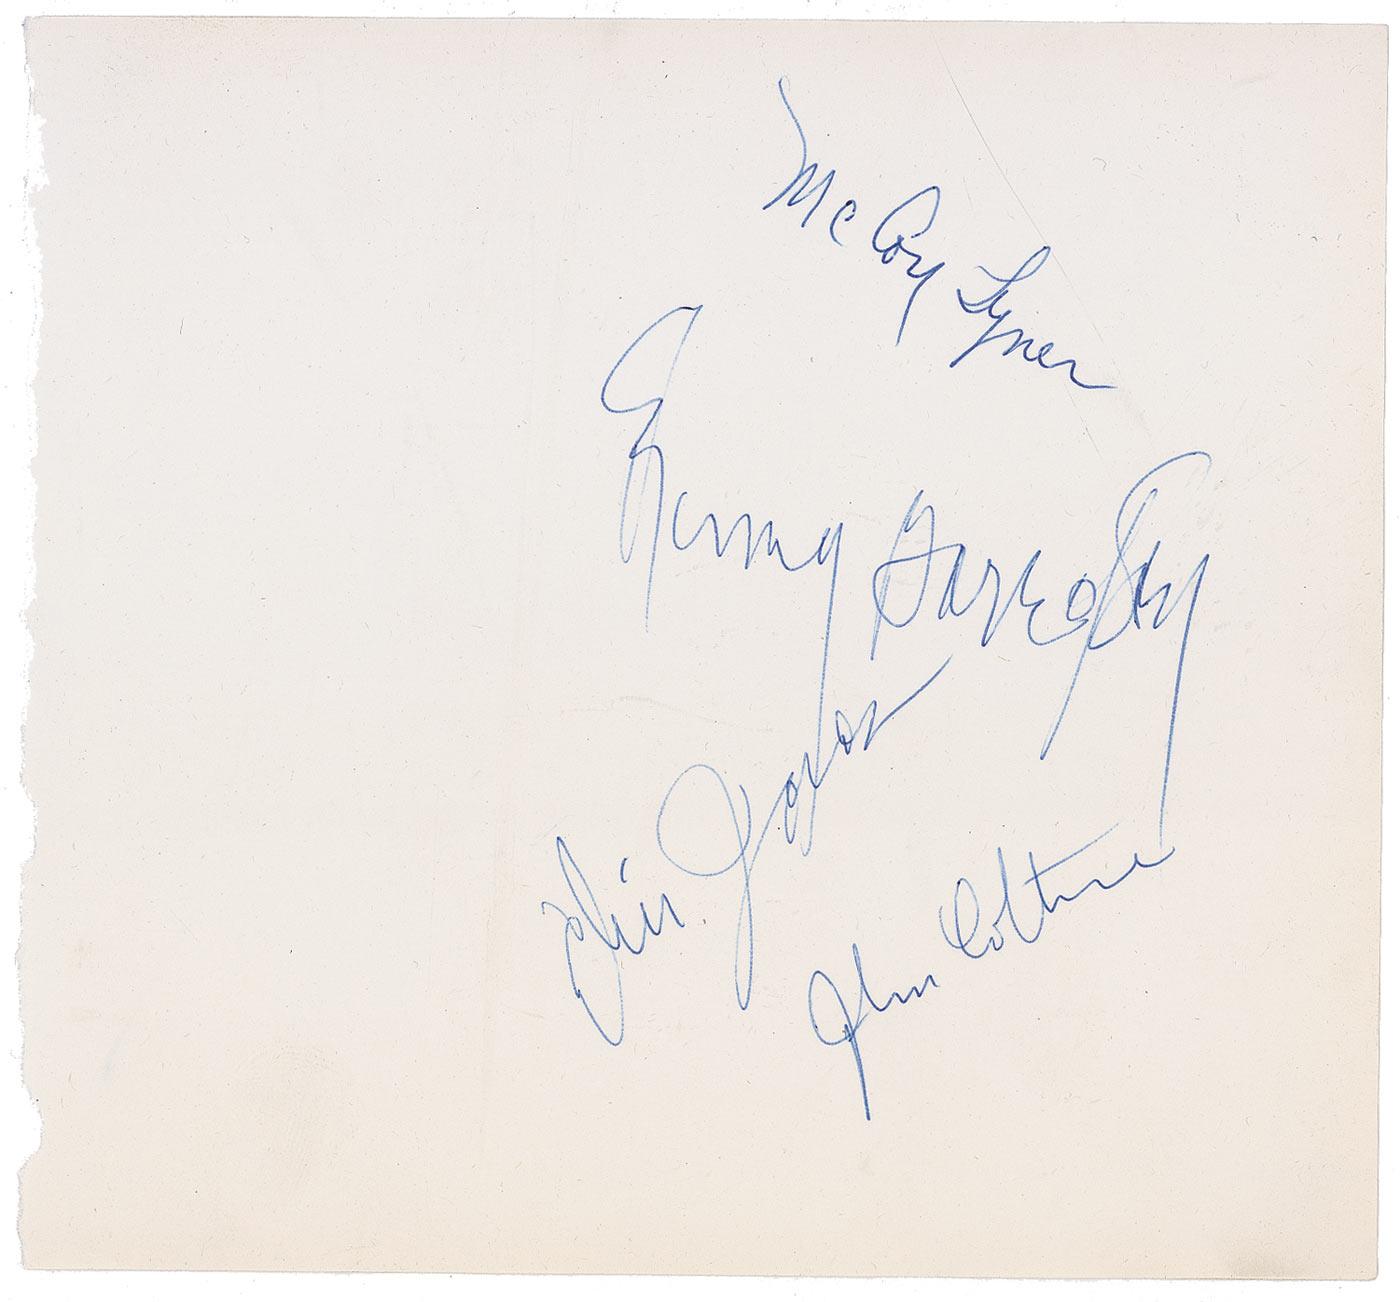 McCoy Tyner
Jimmy Garrison
Elvin Jones
John Coltrane